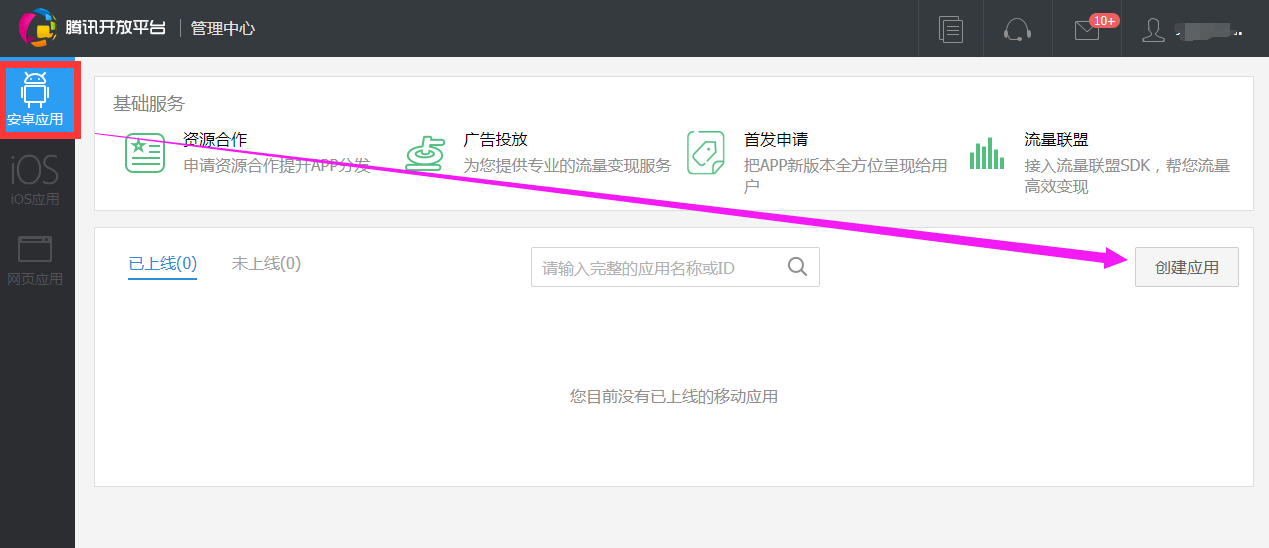 腾讯开放平台 管理中心
10+
安卓应用
iOS
iOS应用
网页应用
基础服务
资源合作
申请资源合作提升APP分发
广告投放
为您提供专业的流量变现服务
首发申请
把APP新版本全方位呈现给用
户
流量联盟
接入流量联盟SDK，帮您流量
高效变现
已上线(0) 未上线(0)
请输入完整的应用名称或ID
创建应用
您目前没有已上线的移动应用